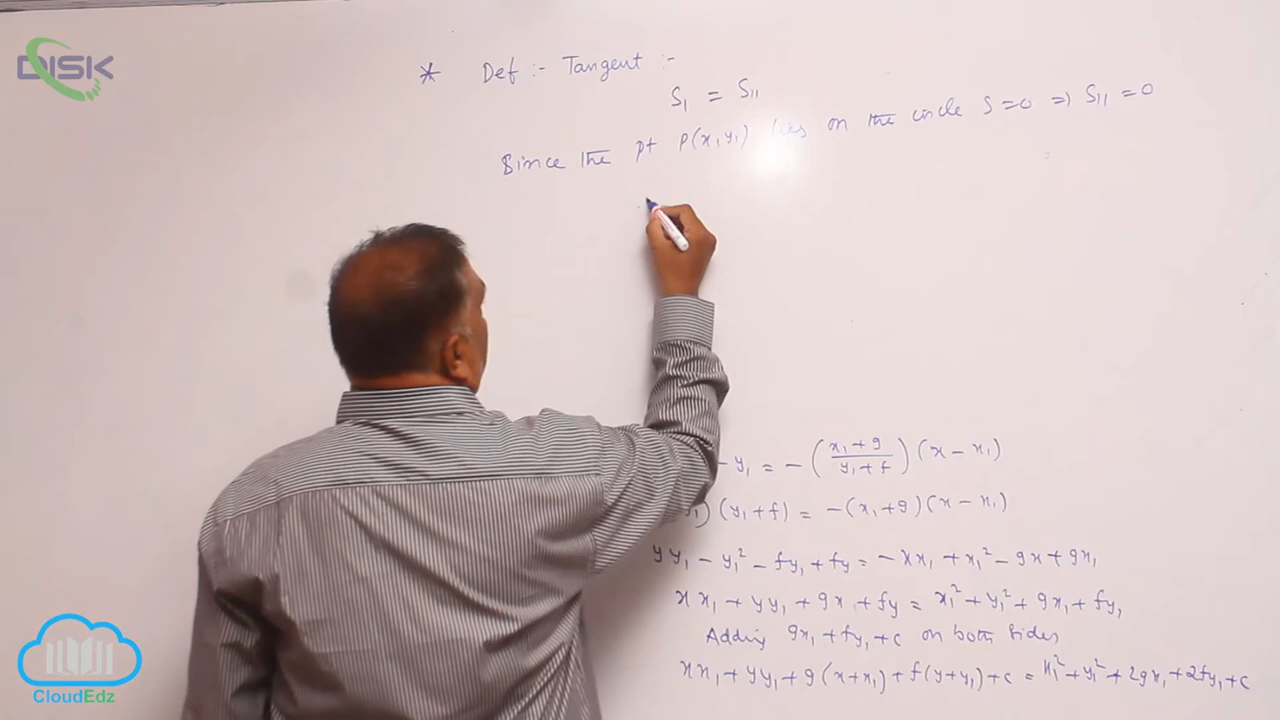 DISK
* Def :- Tangent :-
S₁ = S₁₁
Since the pt P(x₁y₁) lies on the circle S=0 ⇒ S₁₁ = 0
- y₁ = -((x₁+g)/(y₁+f))(x - x₁)
y₁)(y₁+f) = -(x₁+g)(x - x₁)
yy₁ - y₁² - fy₁ + fy = -xx₁ + x₁² - gx + gx₁
xx₁ + yy₁ + gx + fy = x₁² + y₁² + gx₁ + fy₁
Adding gx₁ + fy₁ + c on both sides
xx₁ + yy₁ + g(x+x₁) + f(y+y₁) + c = x₁² + y₁² + 2gx₁ + 2fy₁ + c
CloudEdz